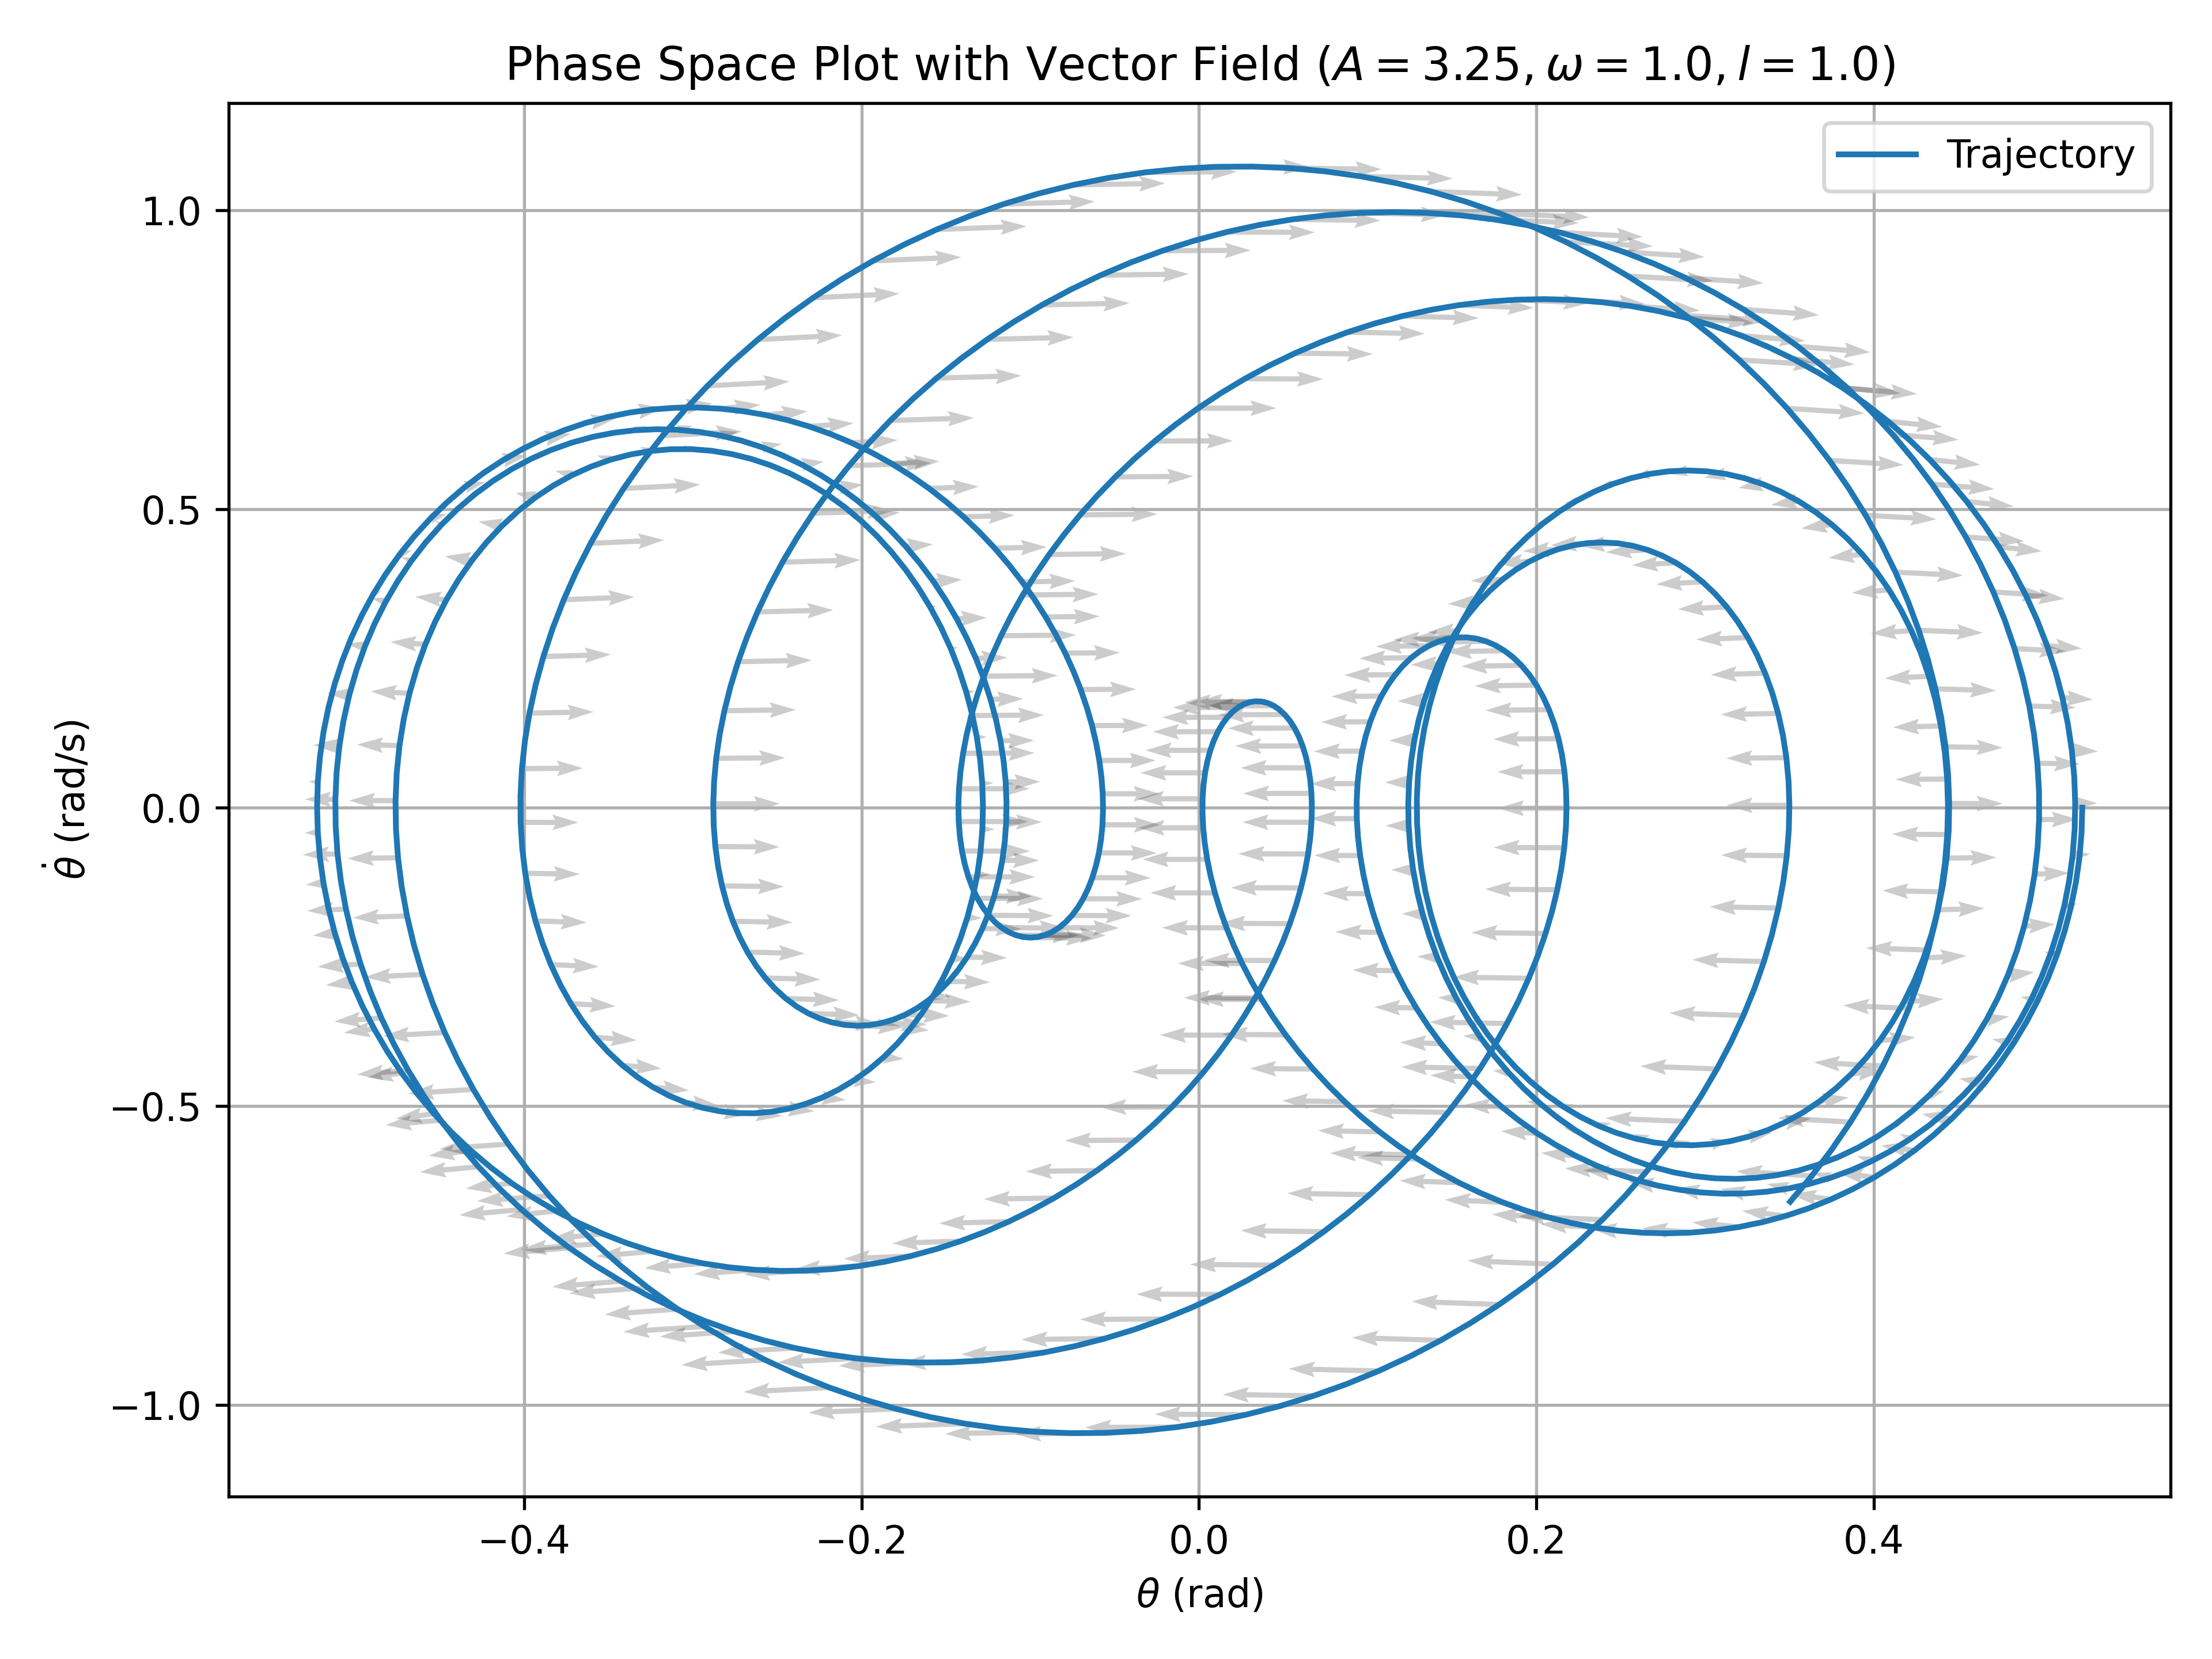 Phase Space Plot with Vector Field (A = 3.25, ω = 1.0, l = 1.0)
Trajectory
1.0
0.5
0.0
−0.5
−1.0
θ̇ (rad/s)
−0.4 −0.2 0.0 0.2 0.4
θ (rad)